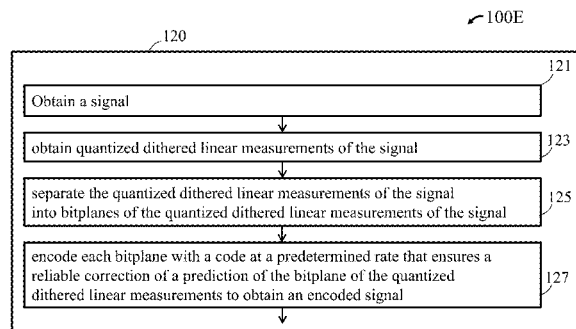 100E
120
121
Obtain a signal
123
obtain quantized dithered linear measurements of the signal
125
separate the quantized dithered linear measurements of the signal
into bitplanes of the quantized dithered linear measurements of the signal
encode each bitplane with a code at a predetermined rate that ensures a
reliable correction of a prediction of the bitplane of the quantized
dithered linear measurements to obtain an encoded signal
127